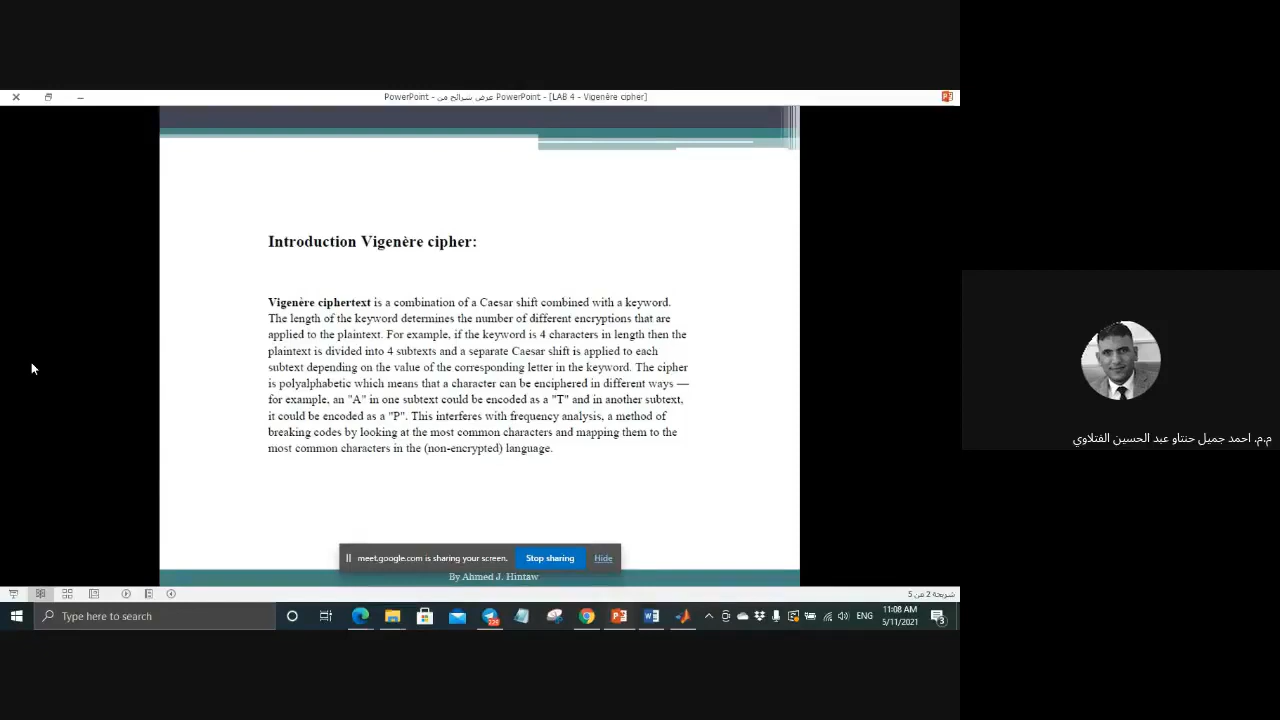 PowerPoint - عرض شرائح من PowerPoint - [LAB 4 - Vigenère cipher]
Introduction Vigenère cipher:
Vigenère ciphertext is a combination of a Caesar shift combined with a keyword.
The length of the keyword determines the number of different encryptions that are
applied to the plaintext. For example, if the keyword is 4 characters in length then the
plaintext is divided into 4 subtexts and a separate Caesar shift is applied to each
subtext depending on the value of the corresponding letter in the keyword. The cipher
is polyalphabetic which means that a character can be enciphered in different ways —
for example, an "A" in one subtext could be encoded as a "T" and in another subtext,
it could be encoded as a "P". This interferes with frequency analysis, a method of
breaking codes by looking at the most common characters and mapping them to the
most common characters in the (non-encrypted) language.
م.م. احمد جميل حنتاو عبد الحسين الفتلاوي
meet.google.com is sharing your screen.
Stop sharing
Hide
By Ahmed J. Hintaw
شريحة 2 من 5
Type here to search
ENG
11:08 AM
5/11/2021
3